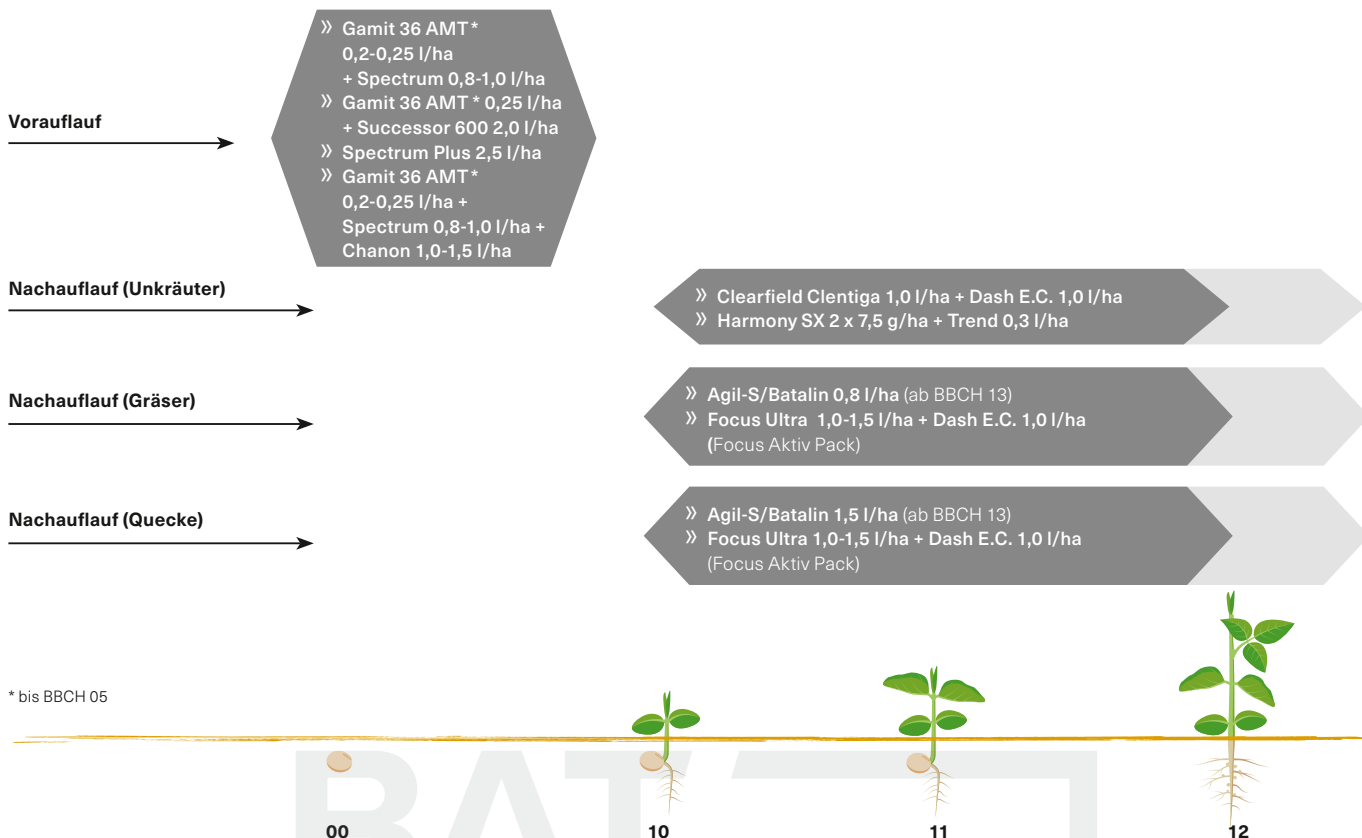 Vorauflauf
» Gamit 36 AMT *
0,2-0,25 l/ha
+ Spectrum 0,8-1,0 l/ha
» Gamit 36 AMT * 0,25 l/ha
+ Successor 600 2,0 l/ha
» Spectrum Plus 2,5 l/ha
» Gamit 36 AMT *
0,2-0,25 l/ha +
Spectrum 0,8-1,0 l/ha +
Chanon 1,0-1,5 l/ha
Nachauflauf (Unkräuter)
» Clearfield Clentiga 1,0 l/ha + Dash E.C. 1,0 l/ha
» Harmony SX 2 x 7,5 g/ha + Trend 0,3 l/ha
Nachauflauf (Gräser)
» Agil-S/Batalin 0,8 l/ha (ab BBCH 13)
» Focus Ultra 1,0-1,5 l/ha + Dash E.C. 1,0 l/ha
(Focus Aktiv Pack)
Nachauflauf (Quecke)
» Agil-S/Batalin 1,5 l/ha (ab BBCH 13)
» Focus Ultra 1,0-1,5 l/ha + Dash E.C. 1,0 l/ha
(Focus Aktiv Pack)
* bis BBCH 05
00 10 11 12